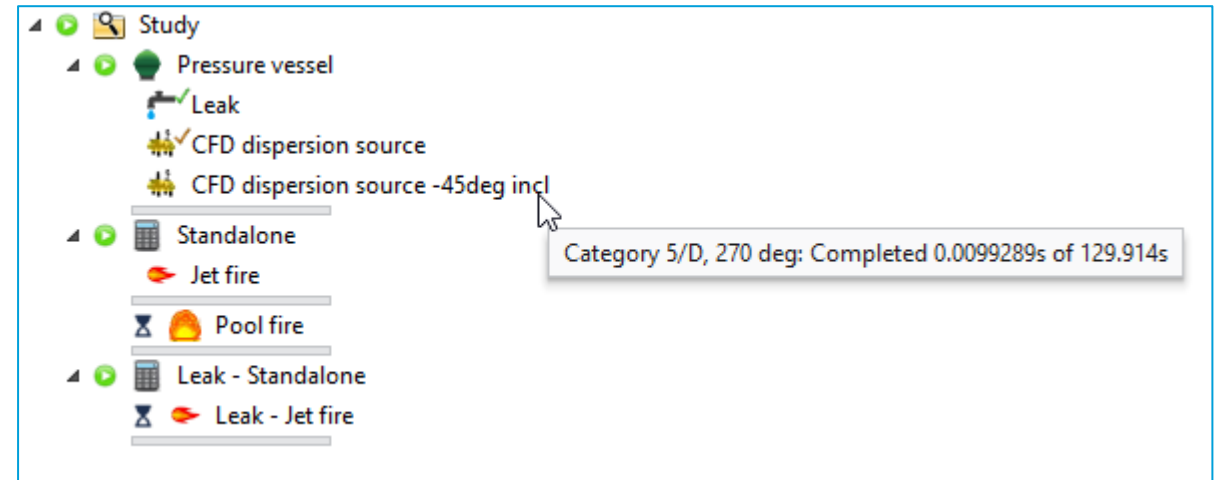 Study
Pressure vessel
Leak
CFD dispersion source
CFD dispersion source -45deg incl
Standalone
Category 5/D, 270 deg: Completed 0.0099289s of 129.914s
Jet fire
Pool fire
Leak - Standalone
Leak - Jet fire